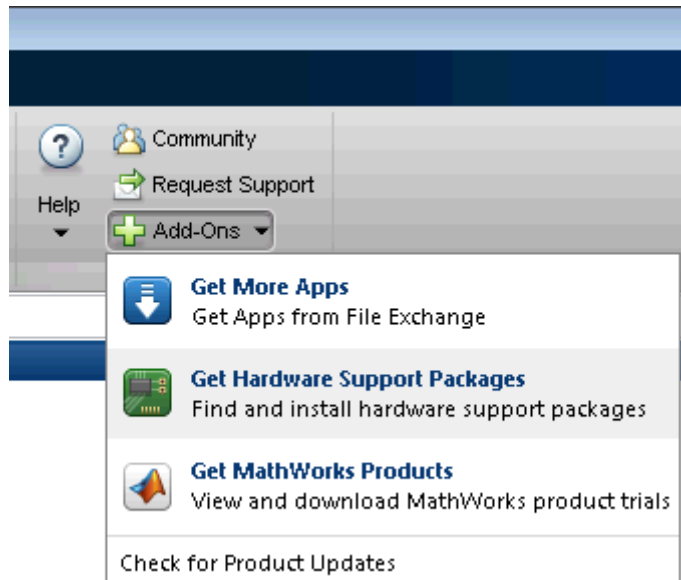 ?
Help
Community
Request Support
Add-Ons
Get More Apps
Get Apps from File Exchange
Get Hardware Support Packages
Find and install hardware support packages
Get MathWorks Products
View and download MathWorks product trials
Check for Product Updates